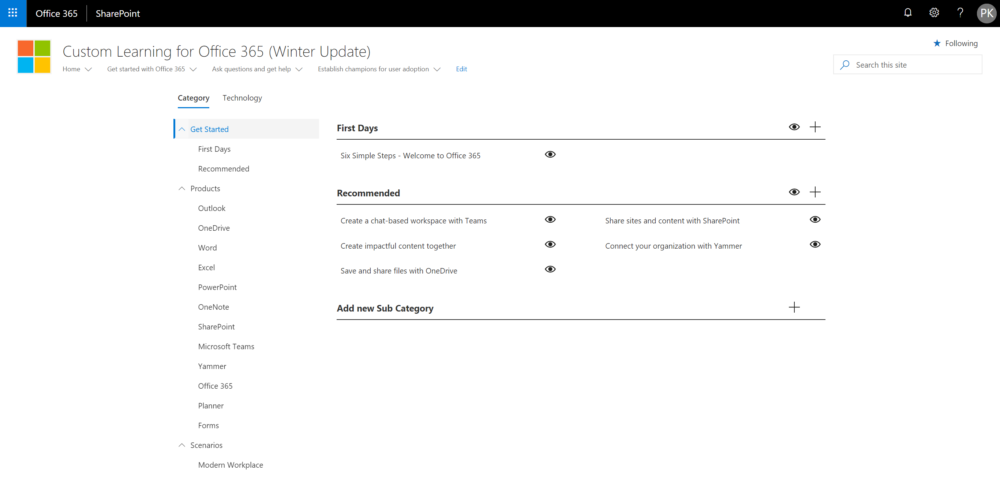 Office 365 SharePoint PK
Following
Custom Learning for Office 365 (Winter Update)
Search this site
Home Get started with Office 365 Ask questions and get help Establish champions for user adoption Edit
Category Technology
Get Started
First Days
Recommended
Products
Outlook
OneDrive
Word
Excel
PowerPoint
OneNote
SharePoint
Microsoft Teams
Yammer
Office 365
Planner
Forms
Scenarios
Modern Workplace
First Days
Six Simple Steps - Welcome to Office 365
Recommended
Create a chat-based workspace with Teams Share sites and content with SharePoint
Create impactful content together Connect your organization with Yammer
Save and share files with OneDrive
Add new Sub Category